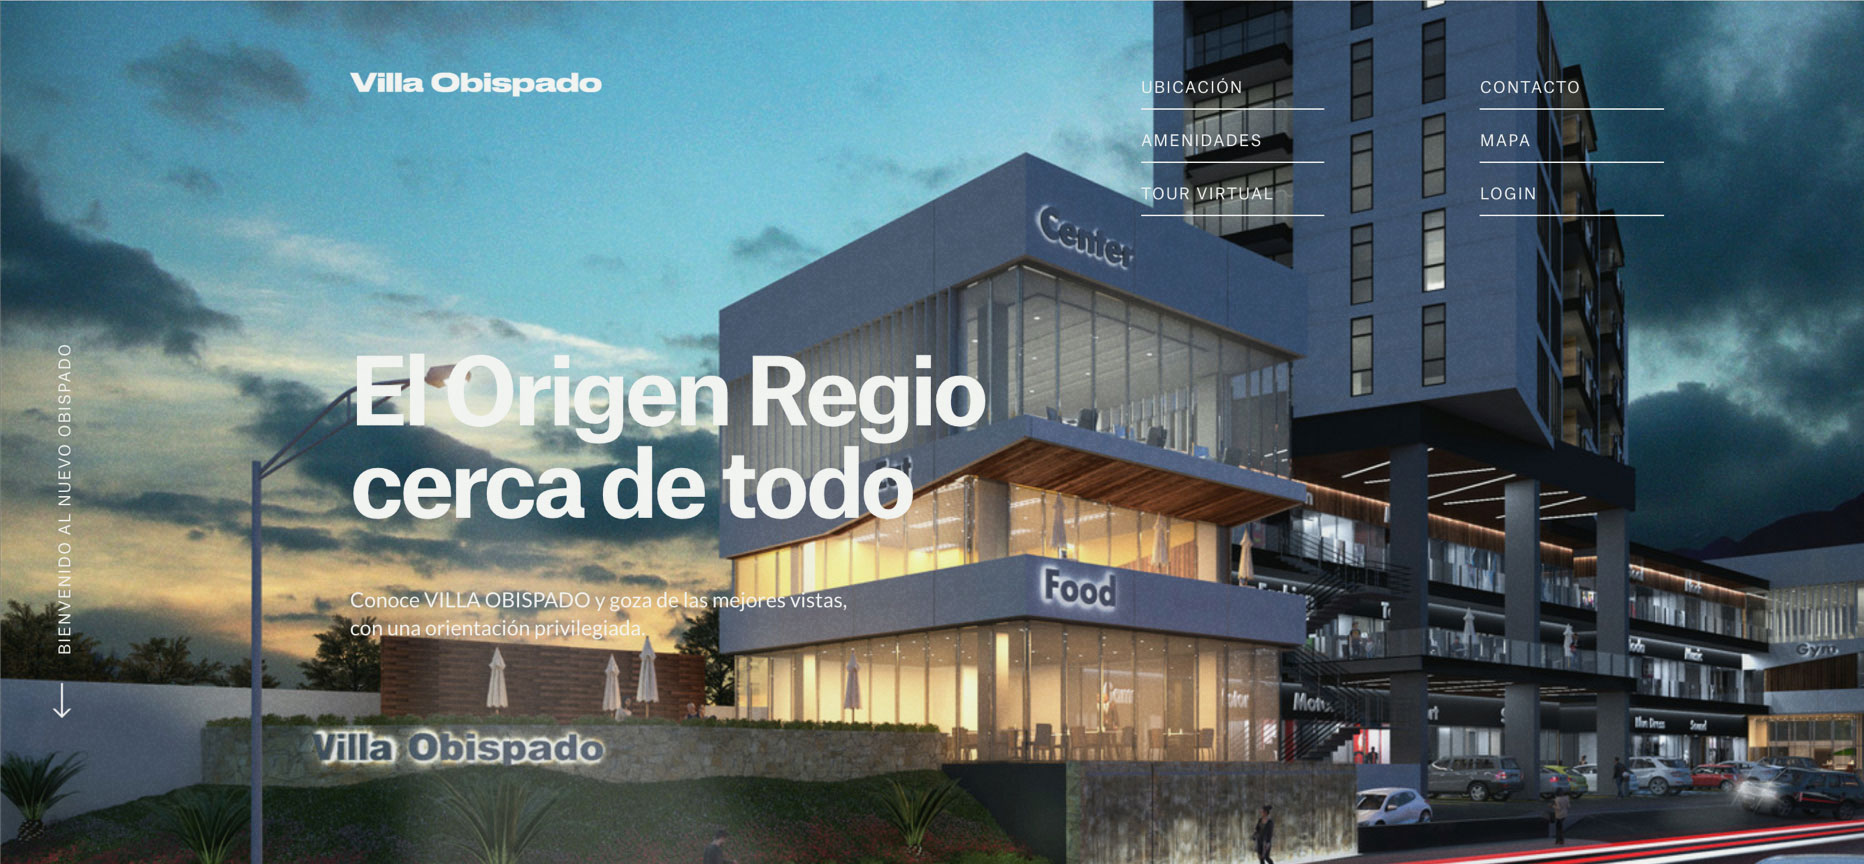 Villa Obispado
UBICACIÓN
AMENIDADES
TOUR VIRTUAL
CONTACTO
MAPA
LOGIN
Center
El Origen Regio
cerca de todo
BIENVENIDO AL NUEVO OBISPADO
Conoce VILLA OBISPADO y goza de las mejores vistas,
con una orientación privilegiada.
Food
Gym
Villa Obispado